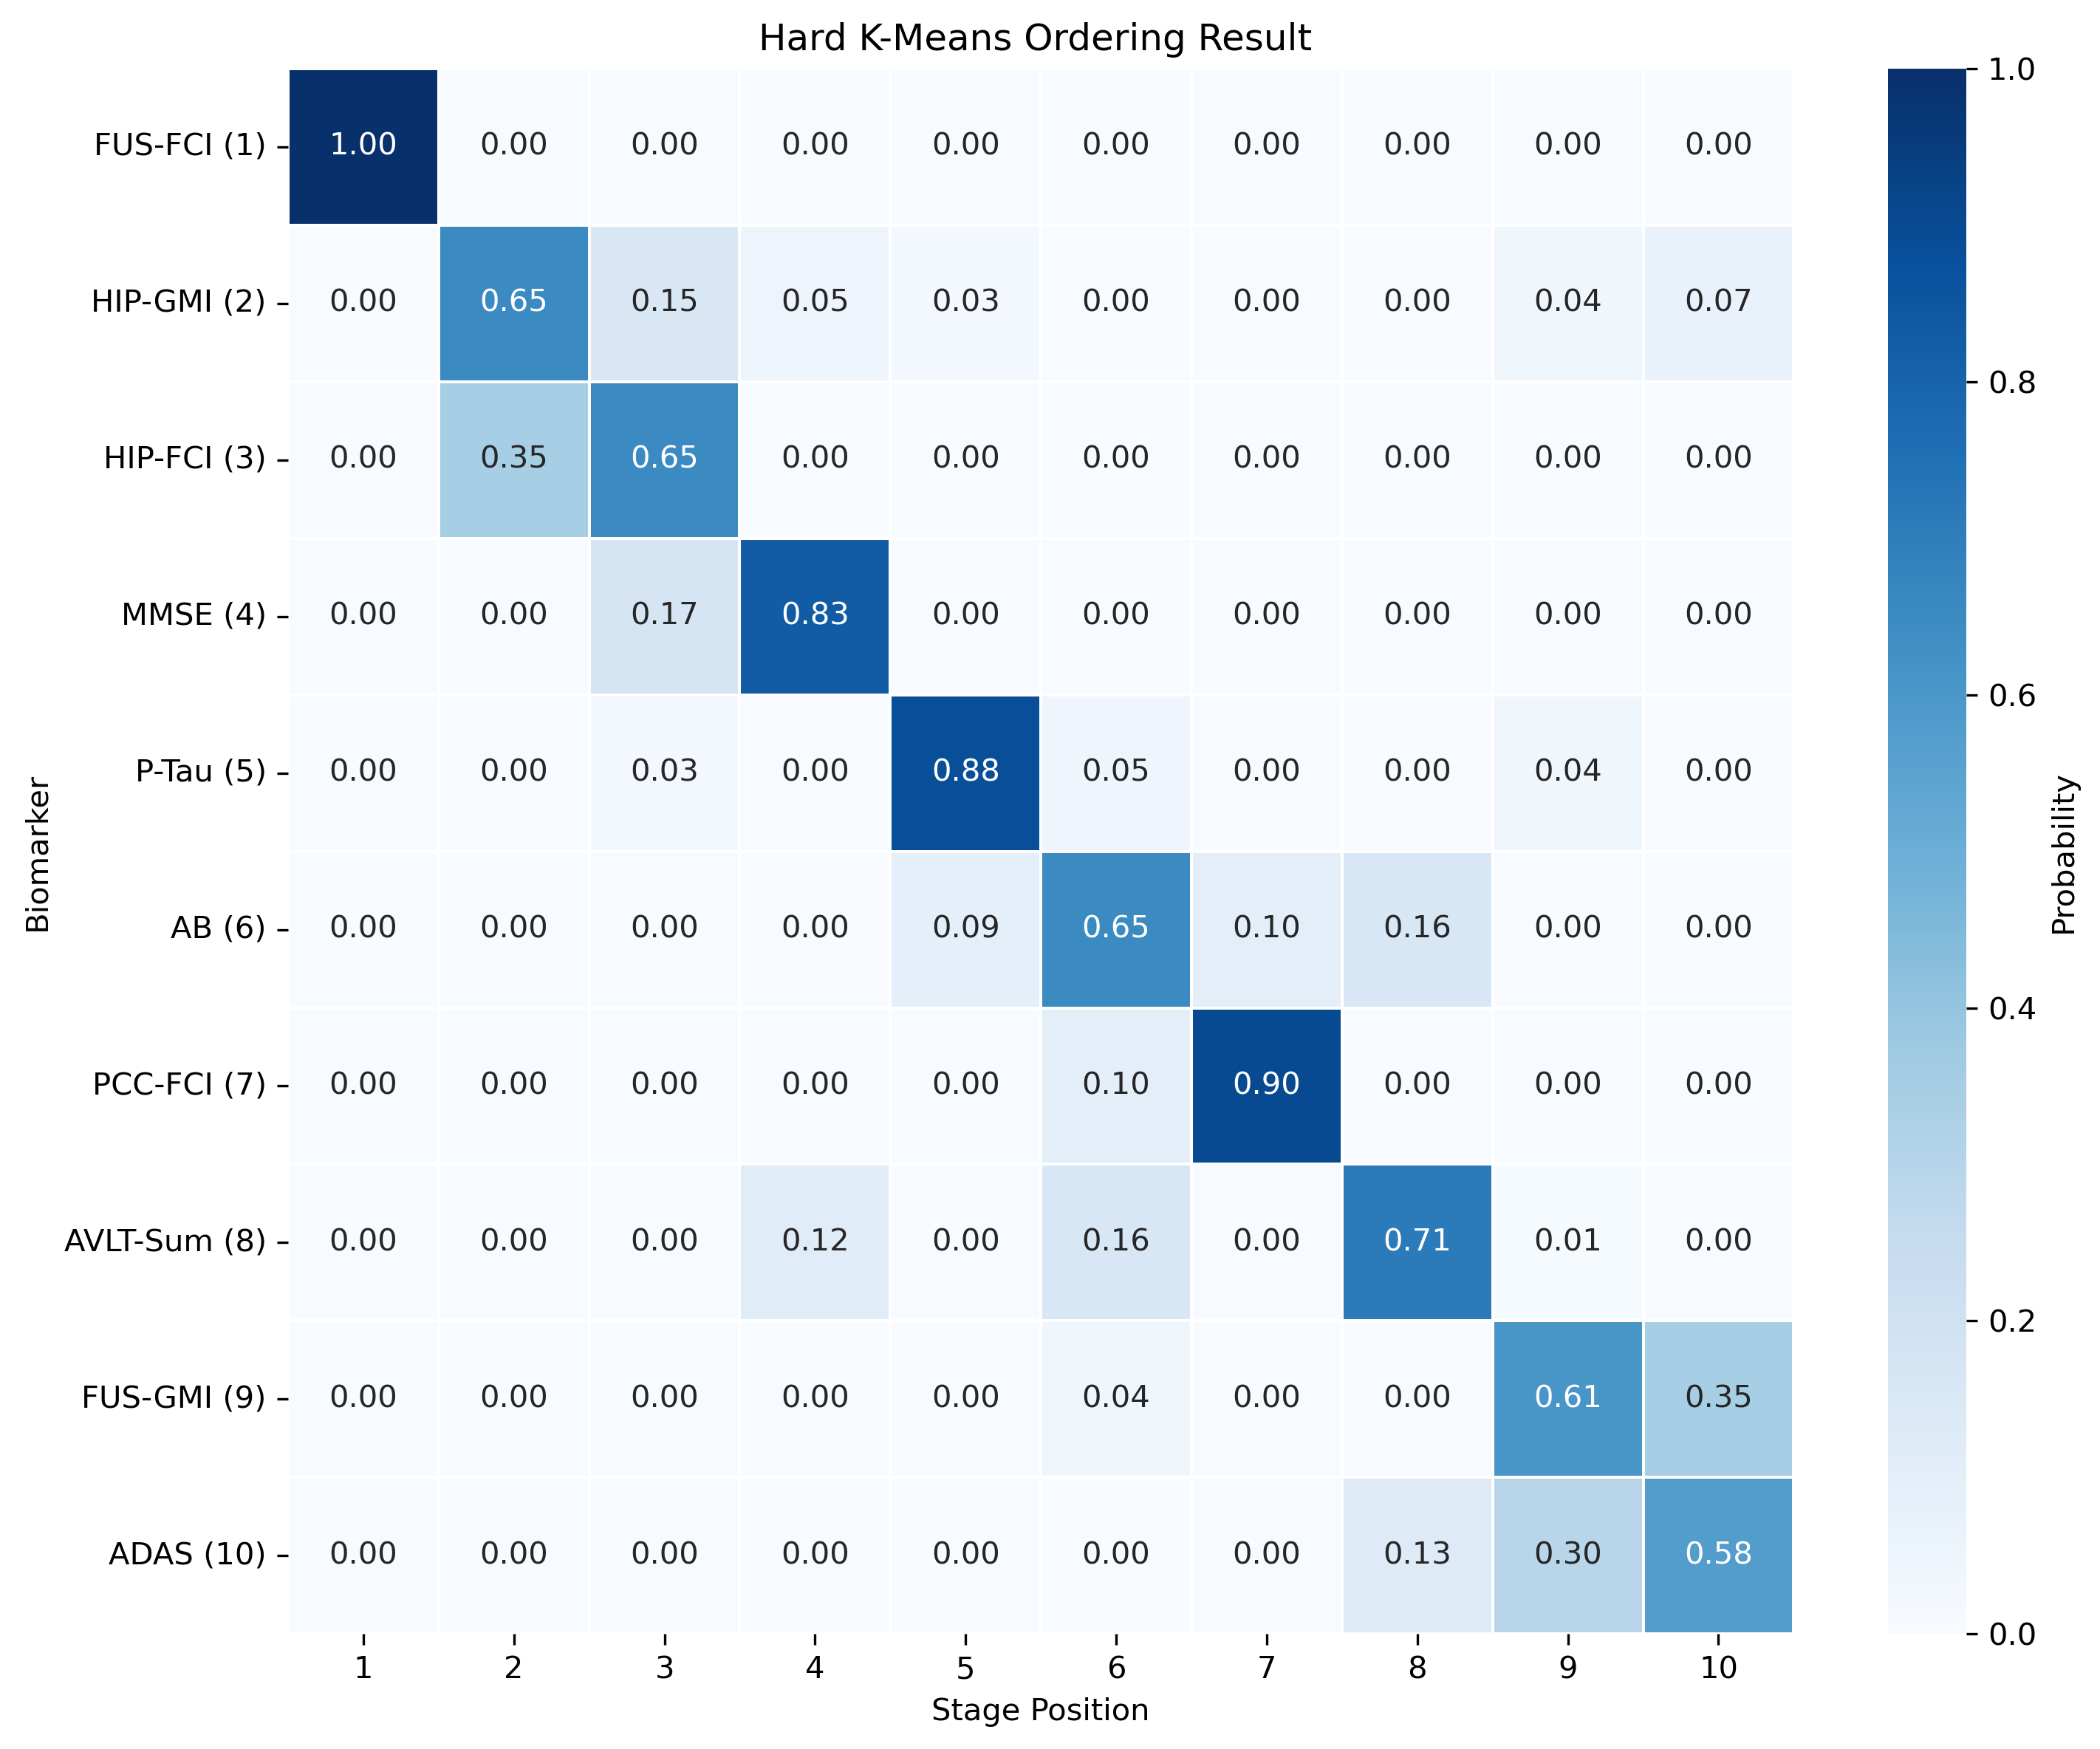 Hard K-Means Ordering Result
FUS-FCI (1) 1.00 0.00 0.00 0.00 0.00 0.00 0.00 0.00 0.00 0.00
HIP-GMI (2) 0.00 0.65 0.15 0.05 0.03 0.00 0.00 0.00 0.04 0.07
HIP-FCI (3) 0.00 0.35 0.65 0.00 0.00 0.00 0.00 0.00 0.00 0.00
MMSE (4) 0.00 0.00 0.17 0.83 0.00 0.00 0.00 0.00 0.00 0.00
P-Tau (5) 0.00 0.00 0.03 0.00 0.88 0.05 0.00 0.00 0.04 0.00
AB (6) 0.00 0.00 0.00 0.00 0.09 0.65 0.10 0.16 0.00 0.00
PCC-FCI (7) 0.00 0.00 0.00 0.00 0.00 0.10 0.90 0.00 0.00 0.00
AVLT-Sum (8) 0.00 0.00 0.00 0.12 0.00 0.16 0.00 0.71 0.01 0.00
FUS-GMI (9) 0.00 0.00 0.00 0.00 0.00 0.04 0.00 0.00 0.61 0.35
ADAS (10) 0.00 0.00 0.00 0.00 0.00 0.00 0.00 0.13 0.30 0.58
1 2 3 4 5 6 7 8 9 10
Stage Position
Biomarker
1.0
0.8
0.6
0.4
0.2
0.0
Probability